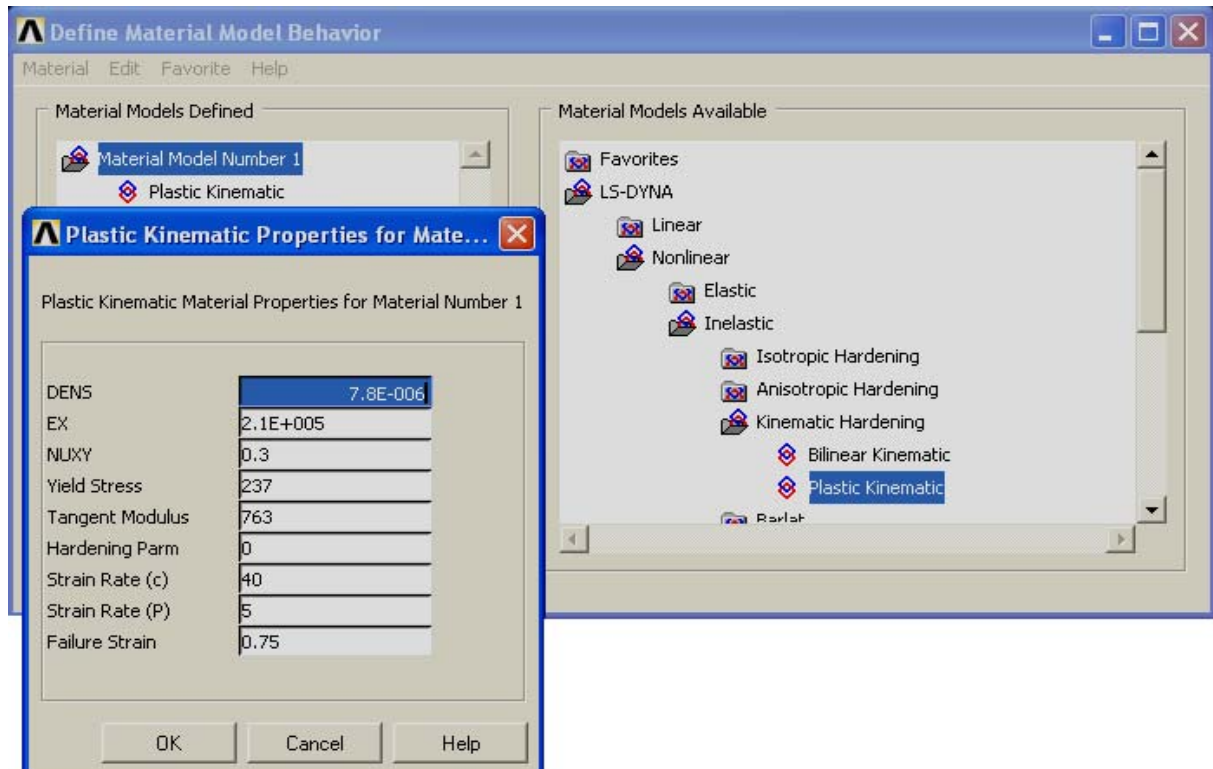 Define Material Model Behavior
Material Edit Favorite Help
Material Models Defined
Material Model Number 1
Plastic Kinematic
Material Models Available
Favorites
LS-DYNA
Linear
Nonlinear
Elastic
Inelastic
Isotropic Hardening
Anisotropic Hardening
Kinematic Hardening
Bilinear Kinematic
Plastic Kinematic
Barlat
Plastic Kinematic Properties for Mate...
Plastic Kinematic Material Properties for Material Number 1
DENS 7.8E-006
EX 2.1E+005
NUXY 0.3
Yield Stress 237
Tangent Modulus 763
Hardening Parm 0
Strain Rate (c) 40
Strain Rate (P) 5
Failure Strain 0.75
OK Cancel Help